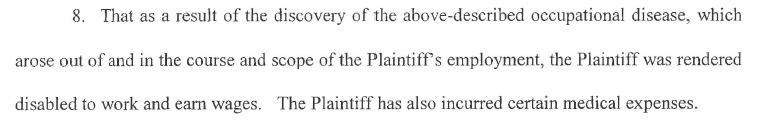 8. That as a result of the discovery of the above-described occupational disease, which
arose out of and in the course and scope of the Plaintiff's employment, the Plaintiff was rendered
disabled to work and earn wages. The Plaintiff has also incurred certain medical expenses.